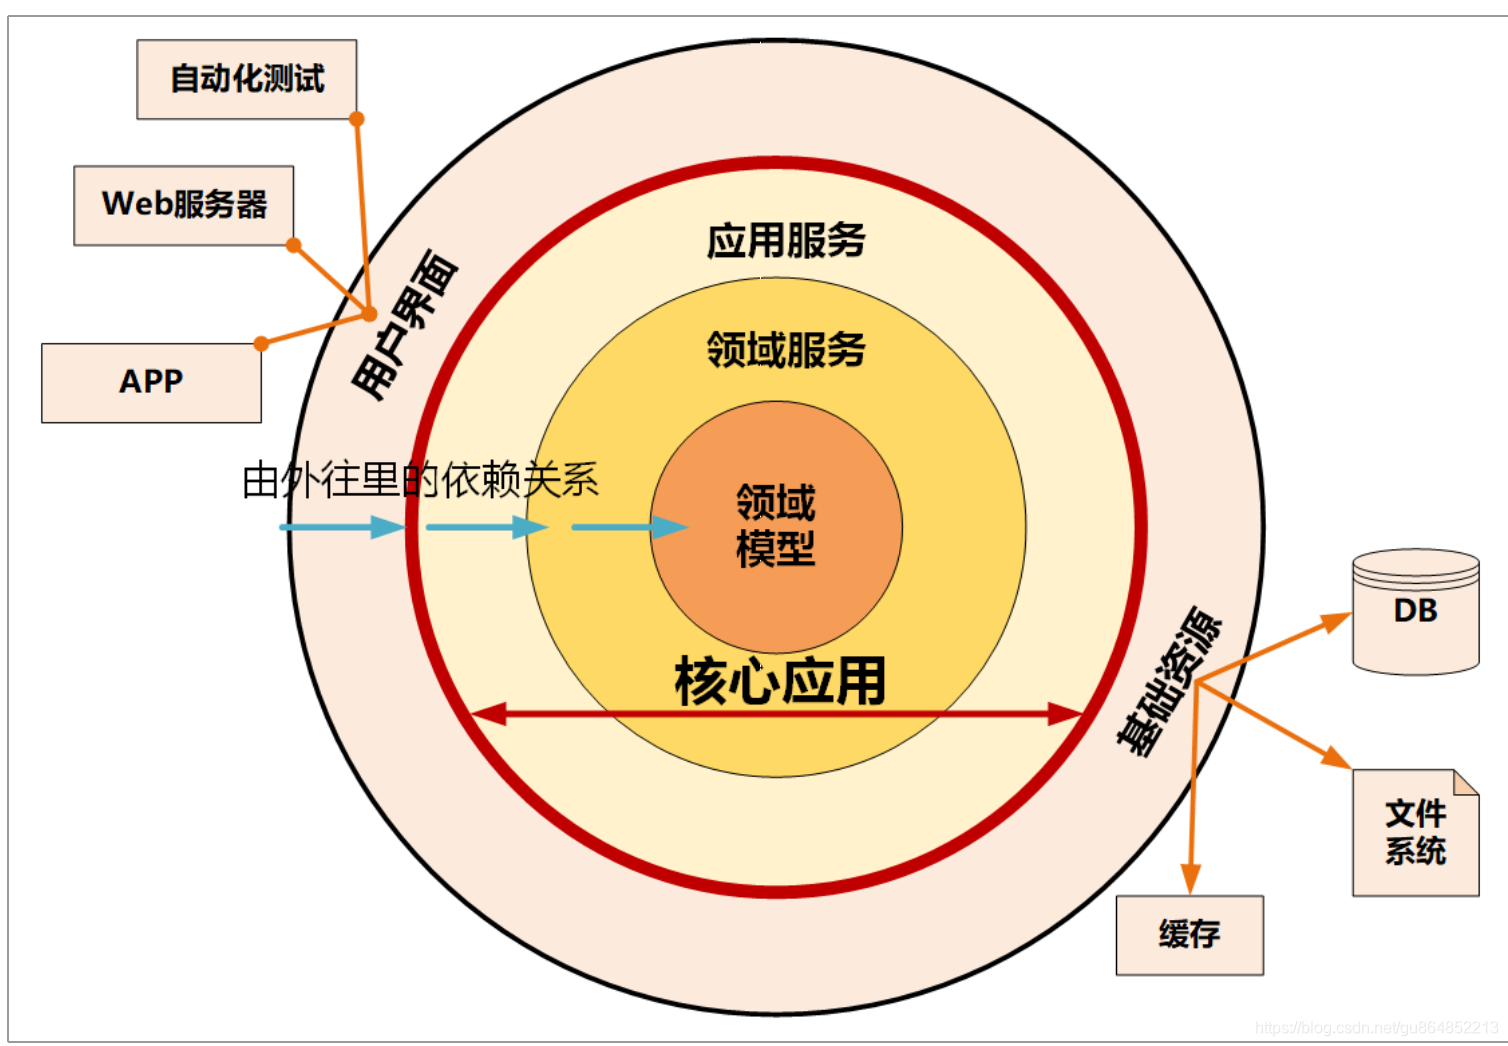 自动化测试
Web服务器
APP
用户界面
应用服务
领域服务
由外往里的依赖关系
领域
模型
核心应用
基础资源
DB
文件
系统
缓存
https://blog.csdn.net/gu864852213